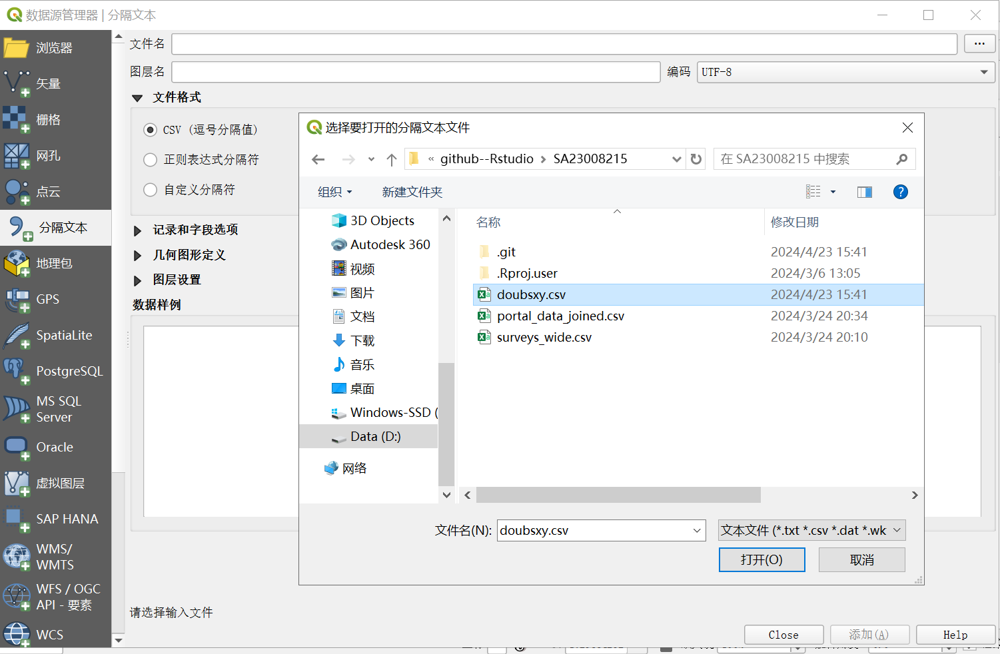 数据源管理器 | 分隔文本
浏览器
矢量
栅格
网孔
点云
分隔文本
地理包
GPS
SpatiaLite
PostgreSQL
MS SQL
Server
Oracle
虚拟图层
SAP HANA
WMS/
WMTS
WFS / OGC
API - 要素
WCS
文件名
...
图层名
编码 UTF-8
文件格式
CSV (逗号分隔值)
正则表达式分隔符
自定义分隔符
记录和字段选项
几何图形定义
图层设置
数据样例
选择要打开的分隔文本文件
« github--Rstudio > SA23008215
在 SA23008215 中搜索
组织
新建文件夹
?
3D Objects
Autodesk 360
视频
图片
文档
下载
音乐
桌面
Windows-SSD (
Data (D:)
网络
名称 修改日期
.git 2024/4/23 15:41
.Rproj.user 2024/3/6 13:05
doubsxy.csv 2024/4/23 15:41
portal_data_joined.csv 2024/3/24 20:34
surveys_wide.csv 2024/3/24 20:10
文件名(N): doubsxy.csv
文本文件 (*.txt *.csv *.dat *.wk
打开(O) 取消
请选择输入文件
Close 添加(A) Help